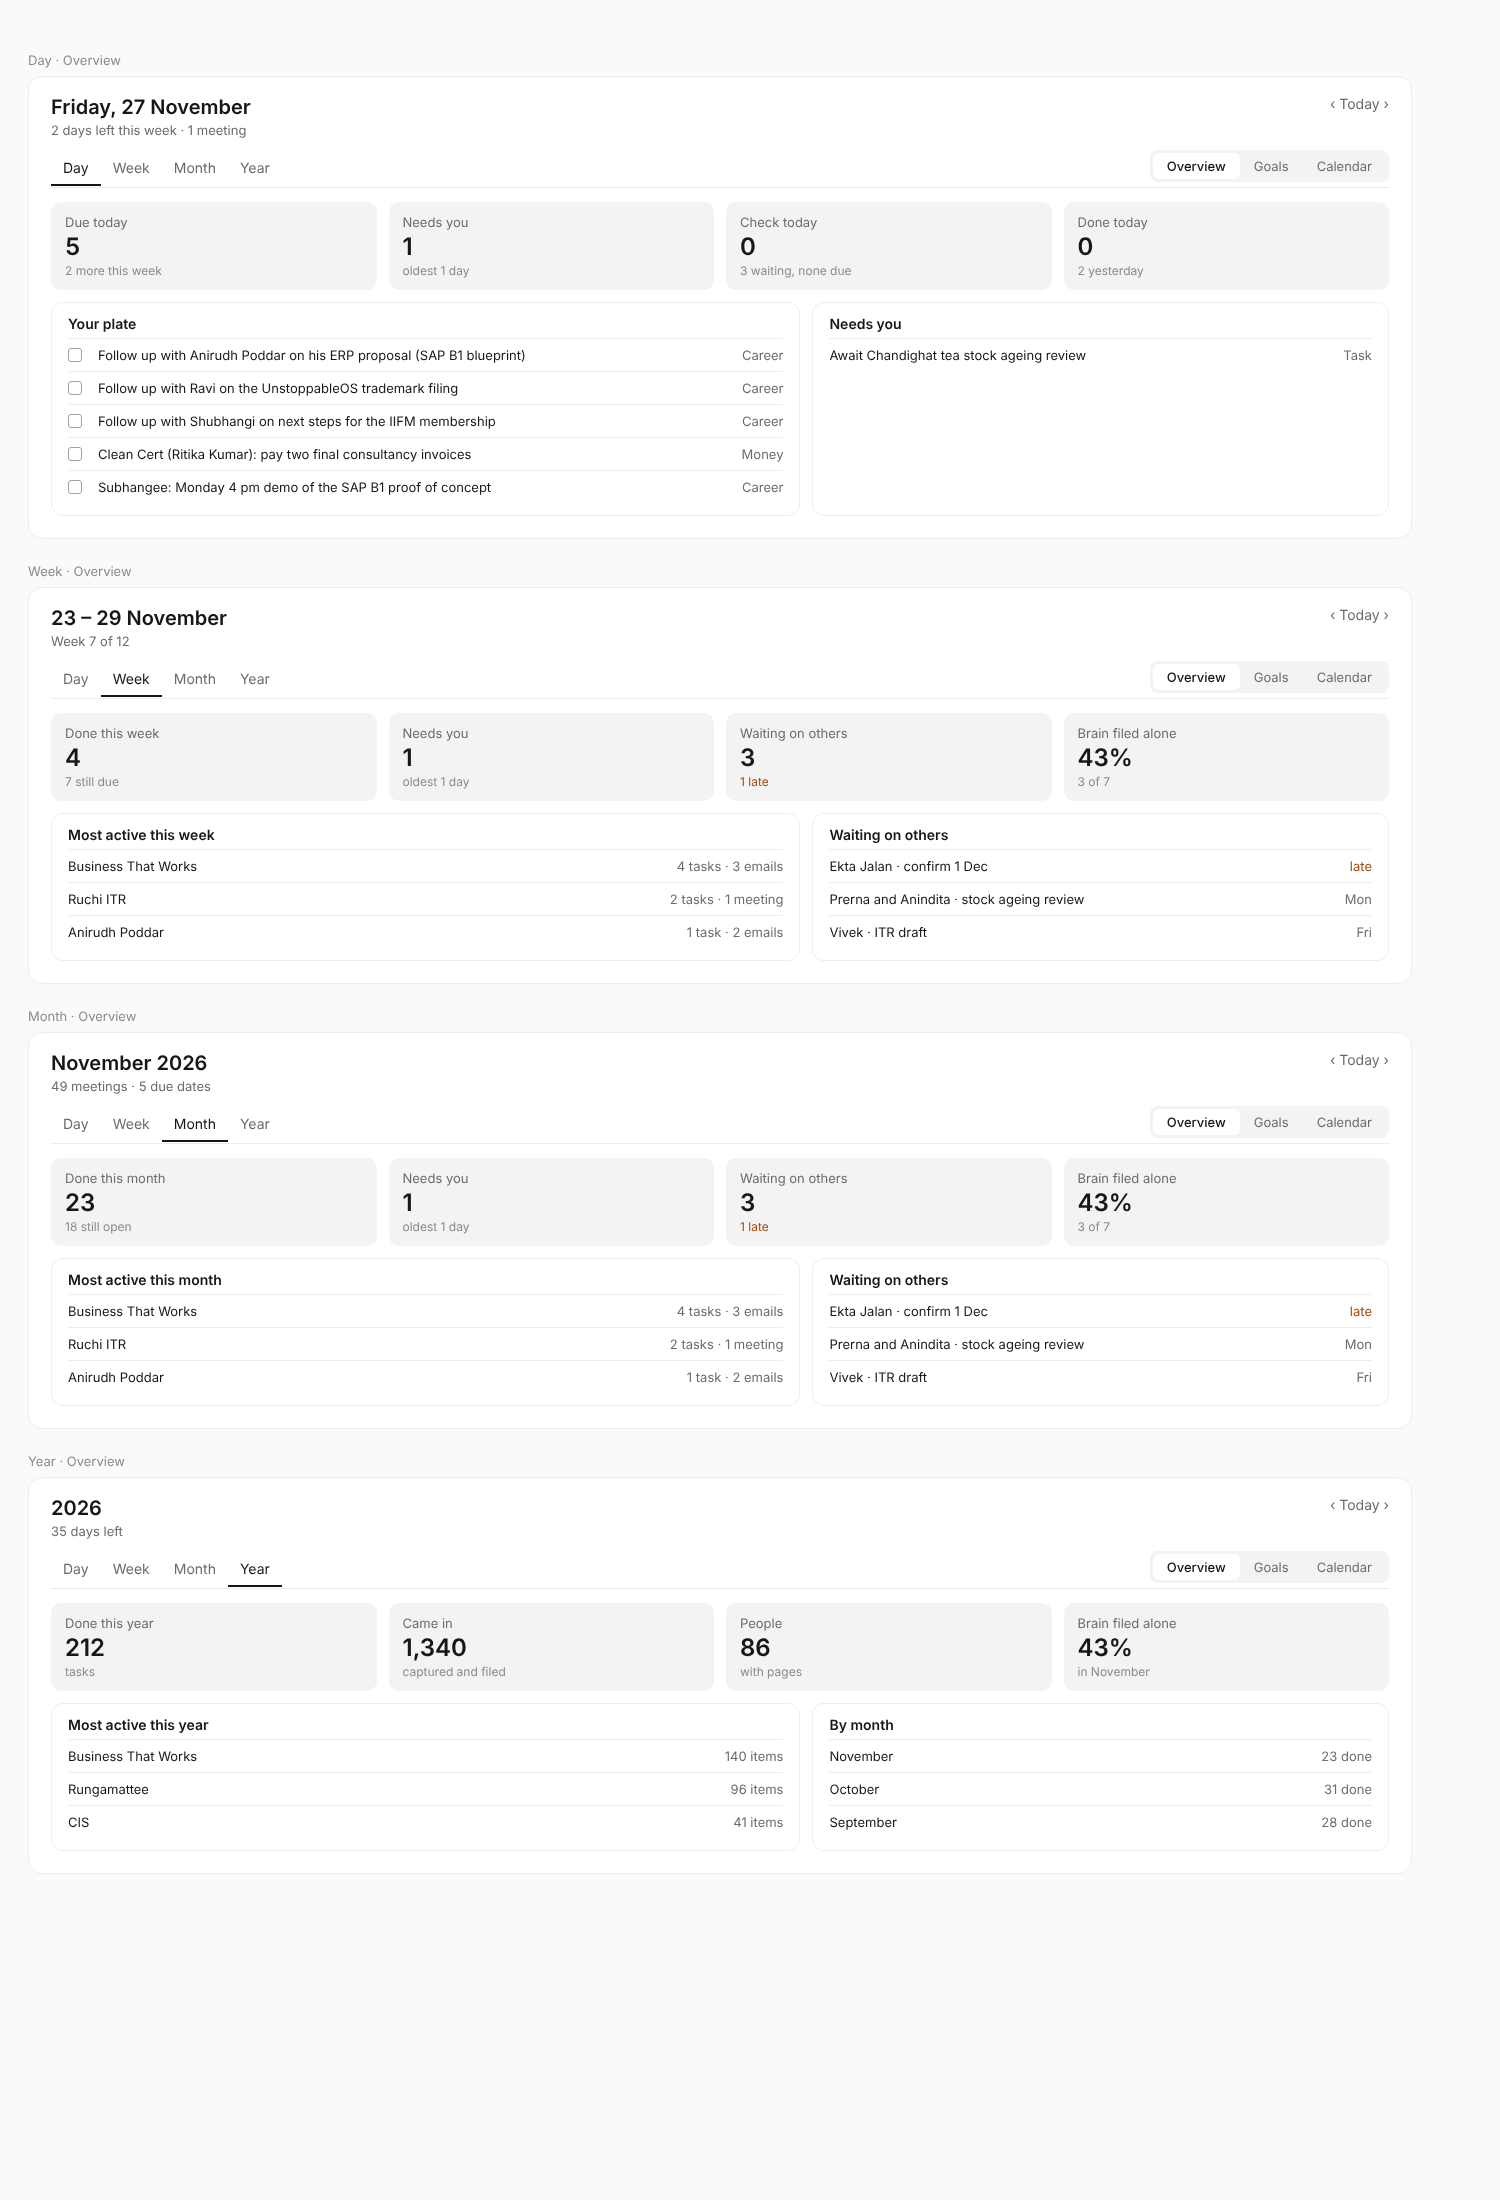 Day · Overview
Friday, 27 November
‹ Today ›
2 days left this week · 1 meeting
Day Week Month Year
Overview Goals Calendar
Due today
5
2 more this week
Needs you
1
oldest 1 day
Check today
0
3 waiting, none due
Done today
0
2 yesterday
Your plate
Follow up with Anirudh Poddar on his ERP proposal (SAP B1 blueprint) Career
Follow up with Ravi on the UnstoppableOS trademark filing Career
Follow up with Shubhangi on next steps for the IIFM membership Career
Clean Cert (Ritika Kumar): pay two final consultancy invoices Money
Subhangee: Monday 4 pm demo of the SAP B1 proof of concept Career
Needs you
Await Chandighat tea stock ageing review Task
Week · Overview
23 – 29 November
‹ Today ›
Week 7 of 12
Day Week Month Year
Overview Goals Calendar
Done this week
4
7 still due
Needs you
1
oldest 1 day
Waiting on others
3
1 late
Brain filed alone
43%
3 of 7
Most active this week
Business That Works 4 tasks · 3 emails
Ruchi ITR 2 tasks · 1 meeting
Anirudh Poddar 1 task · 2 emails
Waiting on others
Ekta Jalan · confirm 1 Dec late
Prerna and Anindita · stock ageing review Mon
Vivek · ITR draft Fri
Month · Overview
November 2026
‹ Today ›
49 meetings · 5 due dates
Day Week Month Year
Overview Goals Calendar
Done this month
23
18 still open
Needs you
1
oldest 1 day
Waiting on others
3
1 late
Brain filed alone
43%
3 of 7
Most active this month
Business That Works 4 tasks · 3 emails
Ruchi ITR 2 tasks · 1 meeting
Anirudh Poddar 1 task · 2 emails
Waiting on others
Ekta Jalan · confirm 1 Dec late
Prerna and Anindita · stock ageing review Mon
Vivek · ITR draft Fri
Year · Overview
2026
‹ Today ›
35 days left
Day Week Month Year
Overview Goals Calendar
Done this year
212
tasks
Came in
1,340
captured and filed
People
86
with pages
Brain filed alone
43%
in November
Most active this year
Business That Works 140 items
Rungamattee 96 items
CIS 41 items
By month
November 23 done
October 31 done
September 28 done